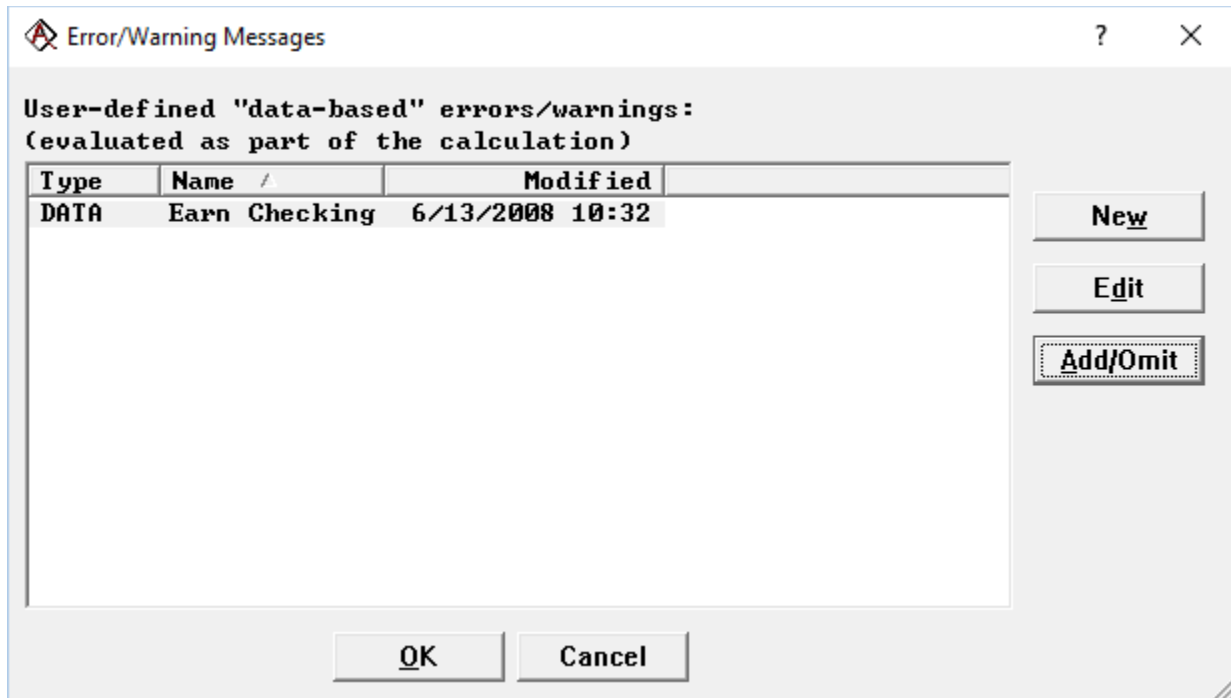 Error/Warning Messages
User-defined "data-based" errors/warnings:
(evaluated as part of the calculation)
Type Name Modified
DATA Earn Checking 6/13/2008 10:32
New
Edit
Add/Omit
OK Cancel